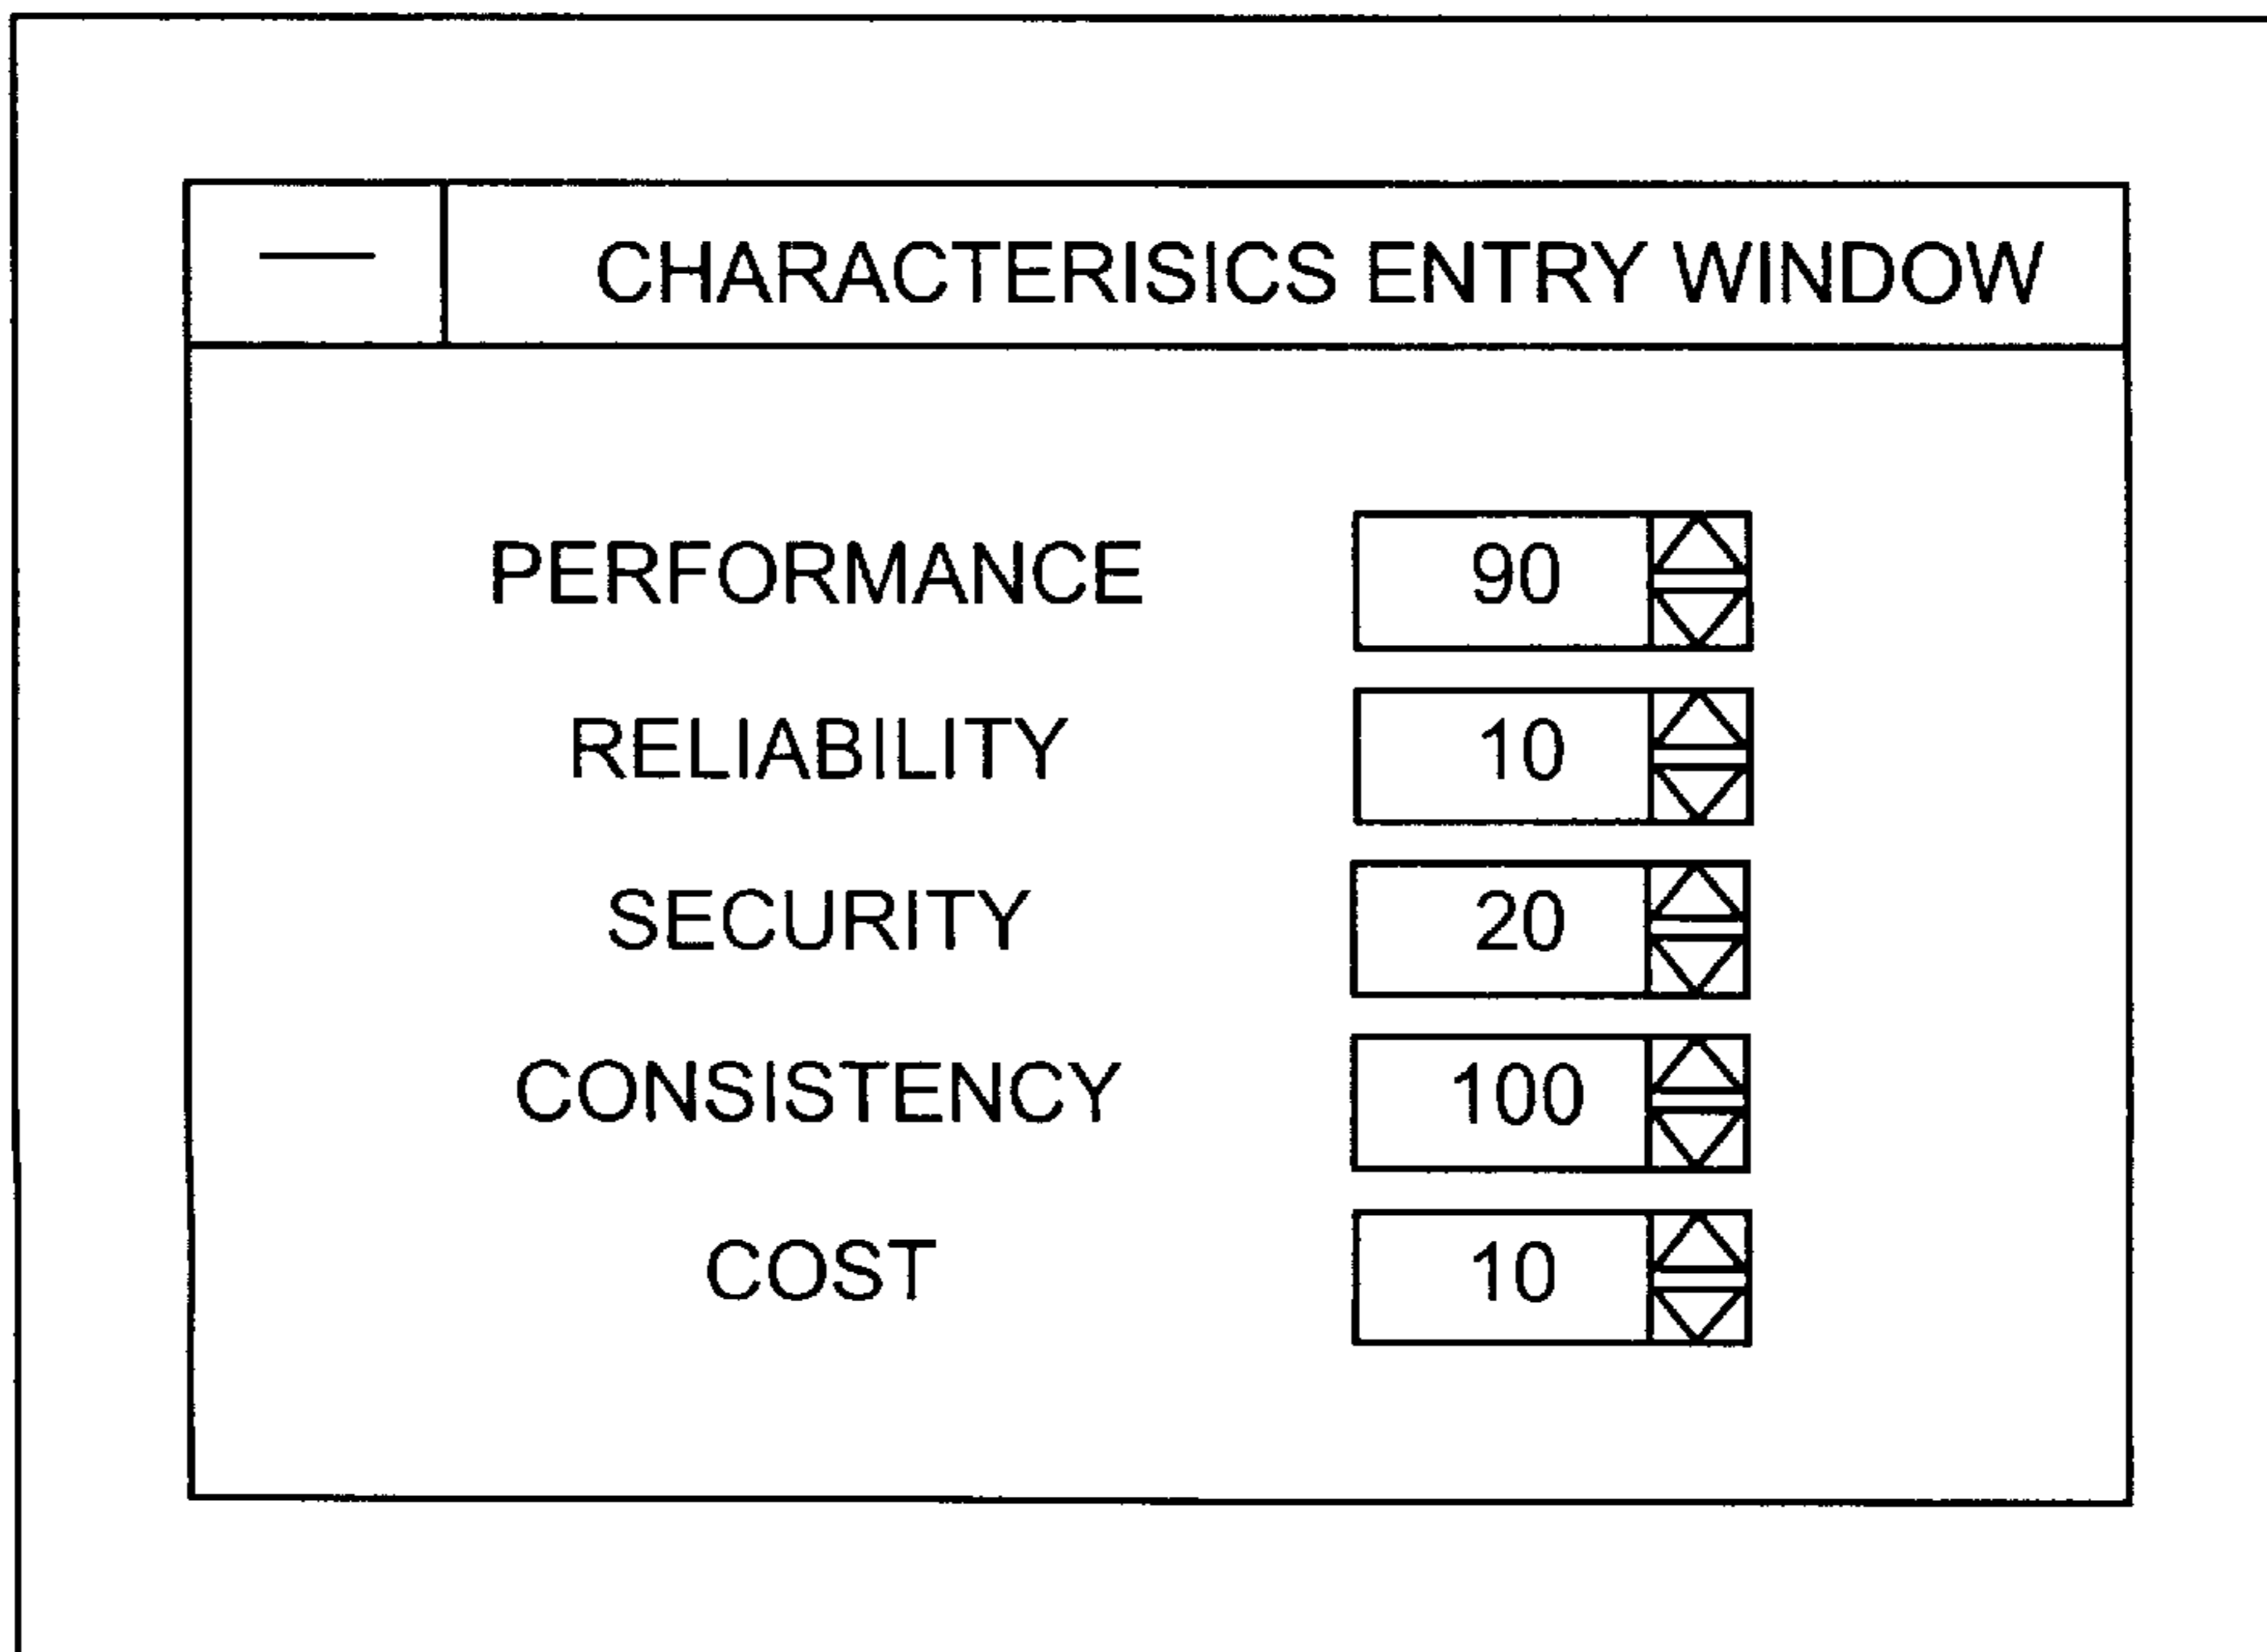 CHARACTERISICS ENTRY WINDOW
PERFORMANCE 90
RELIABILITY 10
SECURITY 20
CONSISTENCY 100
COST 10